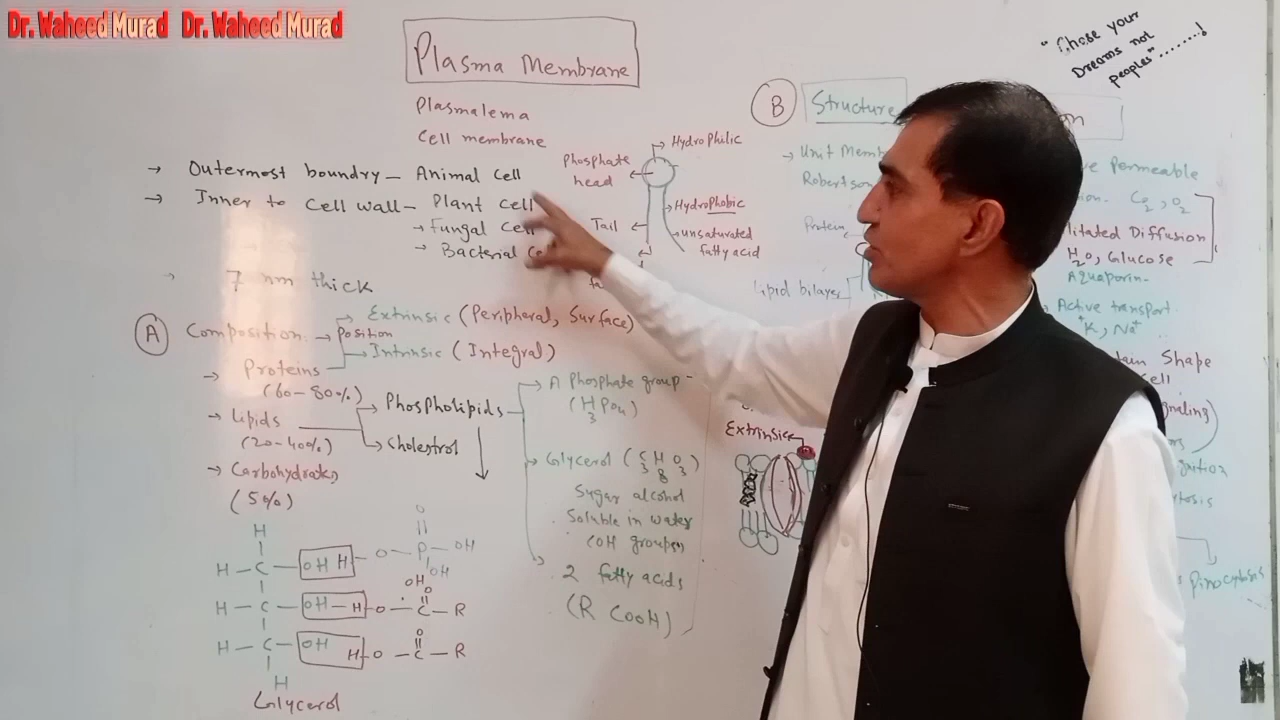 Dr. Waheed Murad Dr. Waheed Murad
Plasma Membrane
Plasmalema
Cell membrane
→ Outermost boundry – Animal Cell
→ Inner to Cell wall – Plant Cell
→ Fungal Cell
→ Bacterial
7 nm thick
Phosphate head
Hydrophilic
Hydrophobic
Tail
unsaturated fatty acid
A Composition → Position
Extrinsic (Peripheral, Surface)
Intrinsic (Integral)
→ Proteins
(60–80%)
→ Lipids
(20–40%)
Phospholipids
Cholestrol
→ Carbohydrates
(5%)
A Phosphate group –
(H3PO4)
Glycerol (C3H8O3)
Sugar alcohol
Soluble in water
(OH groups)
2 fatty acids
(R COOH)
H
H – C – OH H – O – P – OH
O
OH
OH
H – C – OH – H – O – C – R
O
H – C – OH H – O – C – R
O
H
Glycerol
"Chose your
Dreams not
peoples" ........!
B Structure
→ Unit Memb
Robertson
Protein
Lipid bilayer
Extrinsic
Permeable
O2
Diffusion
H2O, Glucose
Aquaporin-
Active transport
K+, Na+
Shape
Pinocytosis